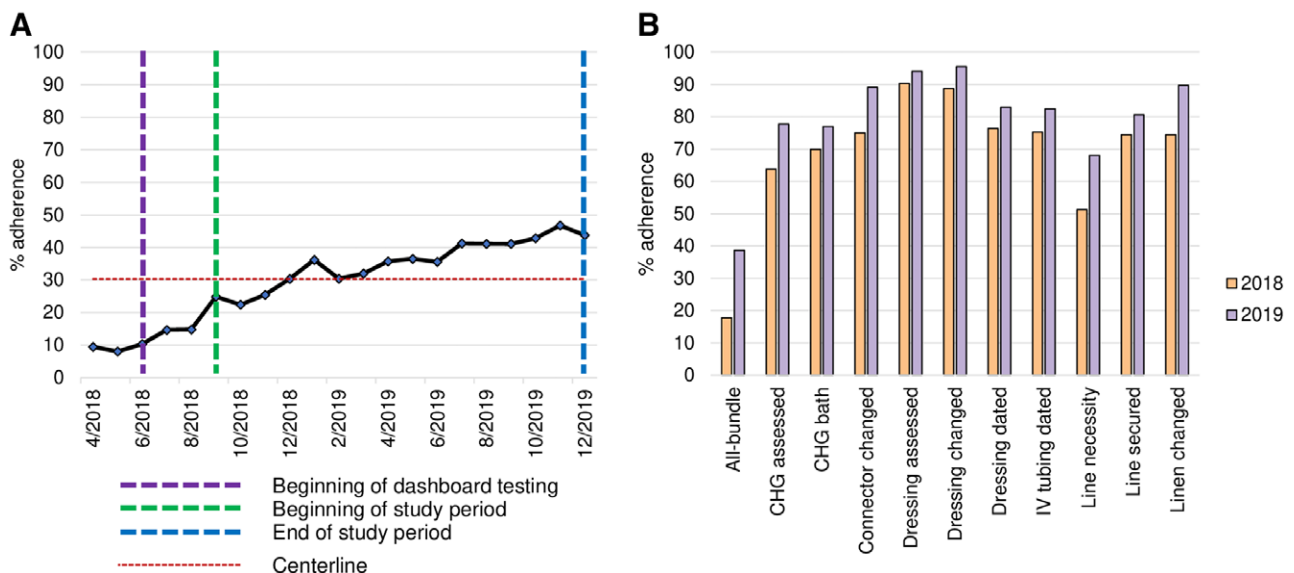 A
% adherence
100
90
80
70
60
50
40
30
20
10
0
4/2018
6/2018
8/2018
10/2018
12/2018
2/2019
4/2019
6/2019
8/2019
10/2019
12/2019
Beginning of dashboard testing
Beginning of study period
End of study period
Centerline
B
% adherence
100
90
80
70
60
50
40
30
20
10
0
All-bundle
CHG assessed
CHG bath
Connector changed
Dressing assessed
Dressing changed
Dressing dated
IV tubing dated
Line necessity
Line secured
Linen changed
2018
2019